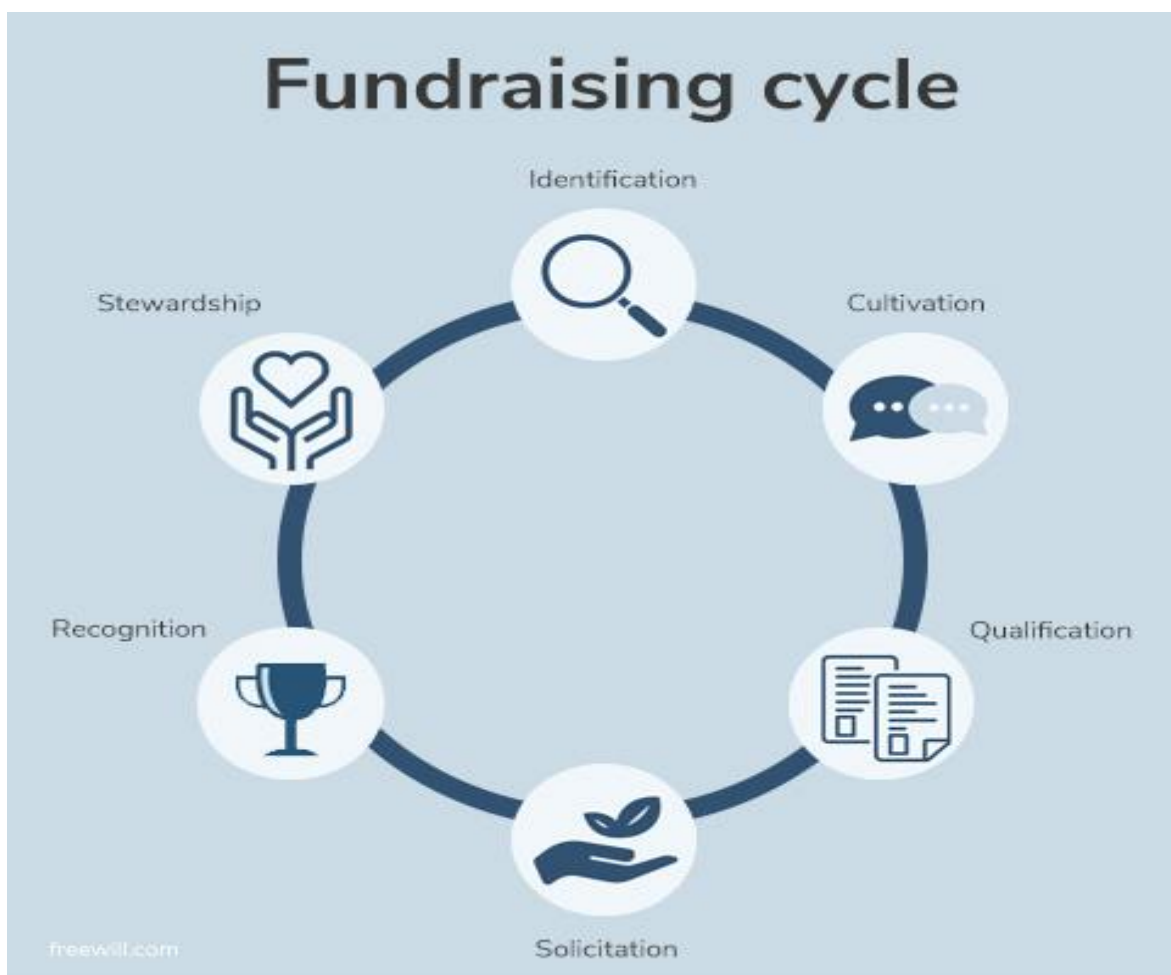 Fundraising cycle
Identification
Stewardship
Cultivation
Recognition
Qualification
Solicitation
freewill.com